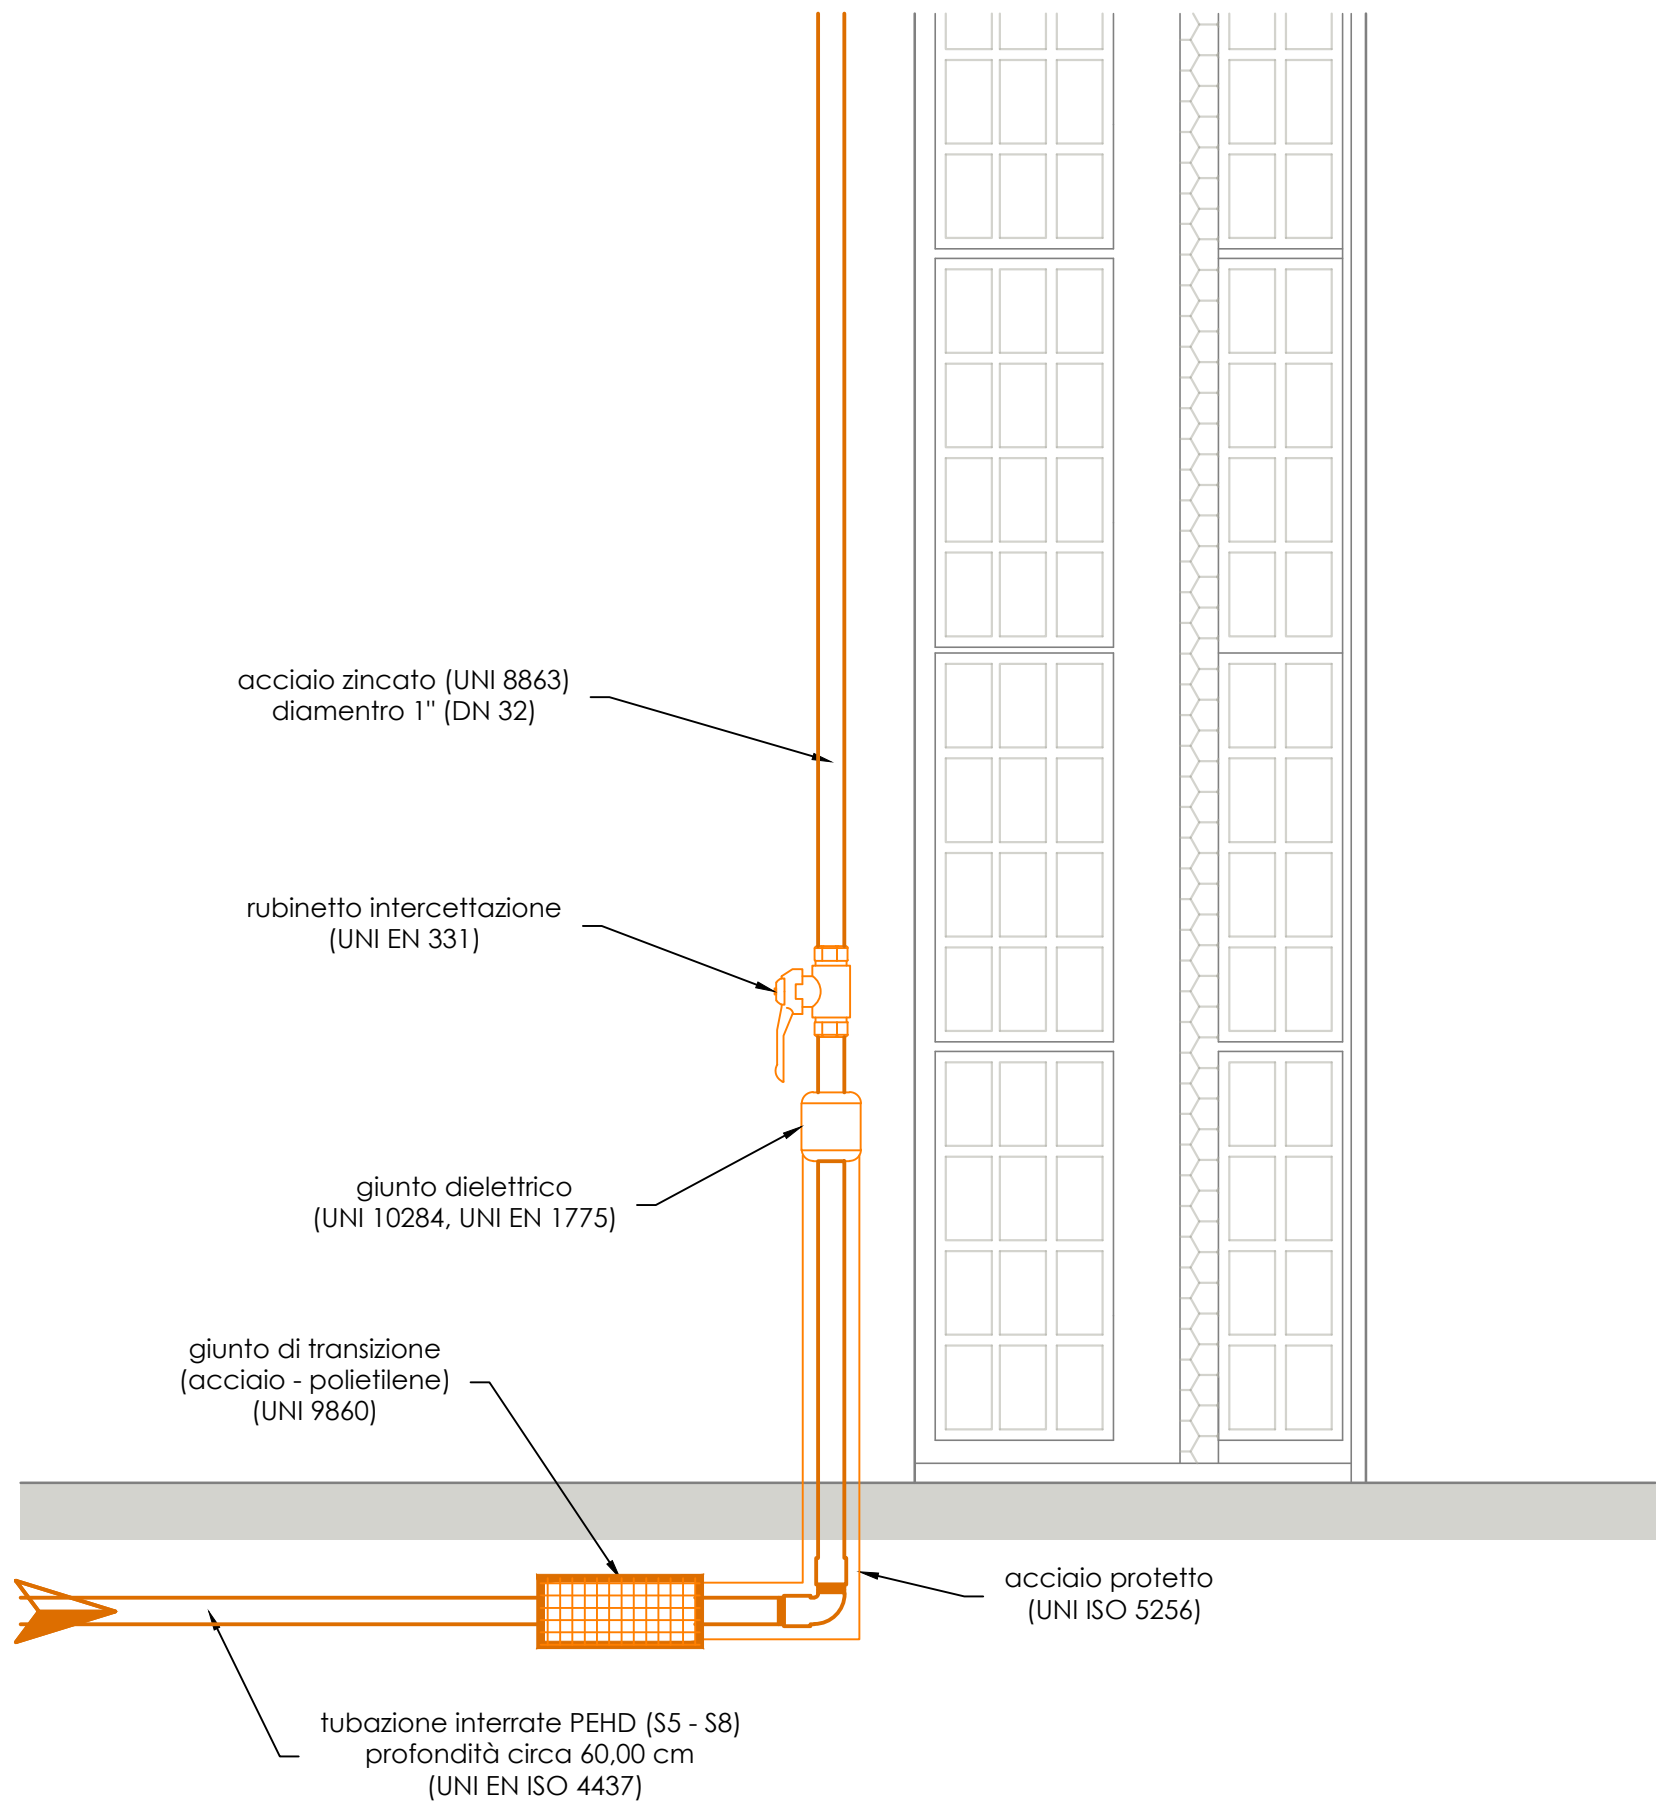 acciaio zincato (UNI 8863)
diamentro 1" (DN 32)
rubinetto intercettazione
(UNI EN 331)
giunto dielettrico
(UNI 10284, UNI EN 1775)
giunto di transizione
(acciaio - polietilene)
(UNI 9860)
acciaio protetto
(UNI ISO 5256)
tubazione interrate PEHD (S5 - S8)
profondità circa 60,00 cm
(UNI EN ISO 4437)